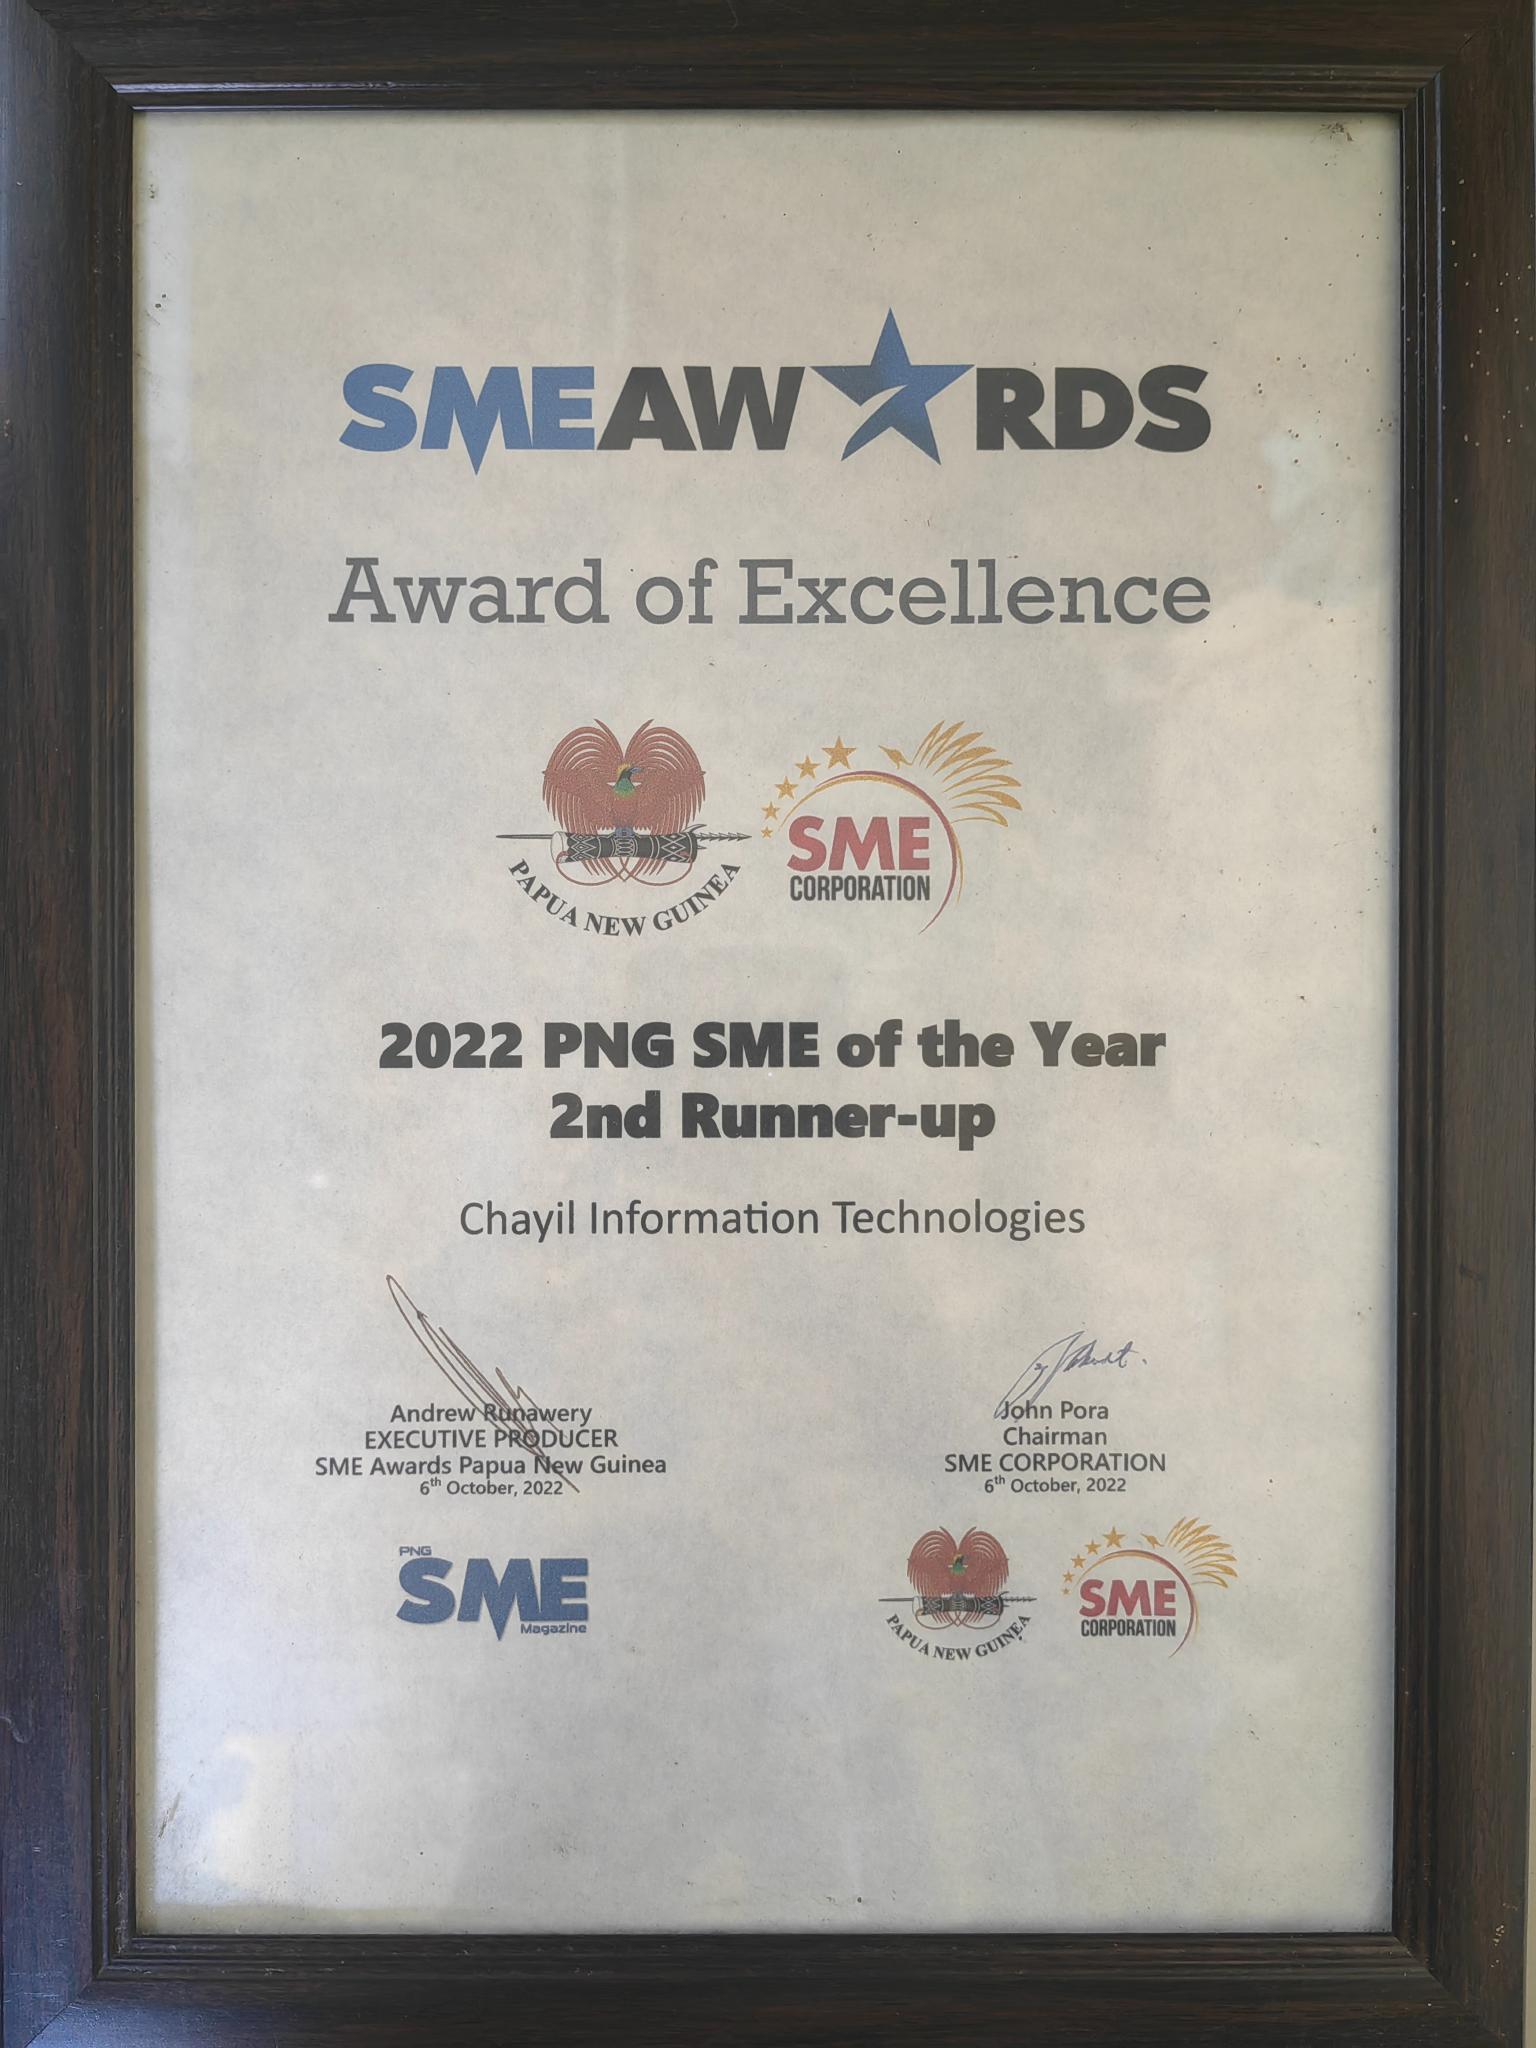 SMEAWARDS
Award of Excellence
PAPUA NEW GUINEA
SME
CORPORATION
2022 PNG SME of the Year
2nd Runner-up
Chayil Information Technologies
Andrew Runawery
EXECUTIVE PRODUCER
SME Awards Papua New Guinea
6th October, 2022
John Pora
Chairman
SME CORPORATION
6th October, 2022
PNG
SME
Magazine
PAPUA NEW GUINEA
SME
CORPORATION